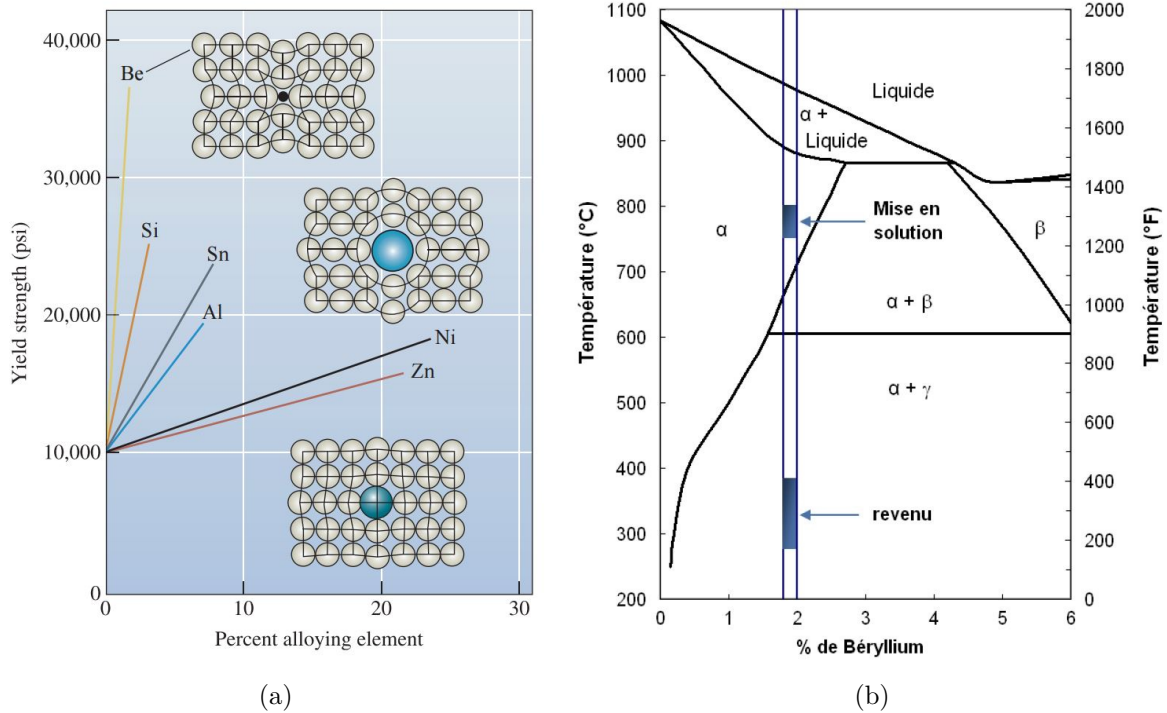 40,000
30,000
20,000
10,000
0
Yield strength (psi)
Be
Si
Sn
Al
Ni
Zn
0
10
20
30
Percent alloying element
(a)
1100
1000
900
800
700
600
500
400
300
200
Température (°C)
Liquide
α +
Liquide
α
Mise en
solution
β
α + β
α + γ
revenu
2000
1800
1600
1400
1200
1000
800
600
400
200
0
Température (°F)
0
1
2
3
4
5
6
% de Béryllium
(b)